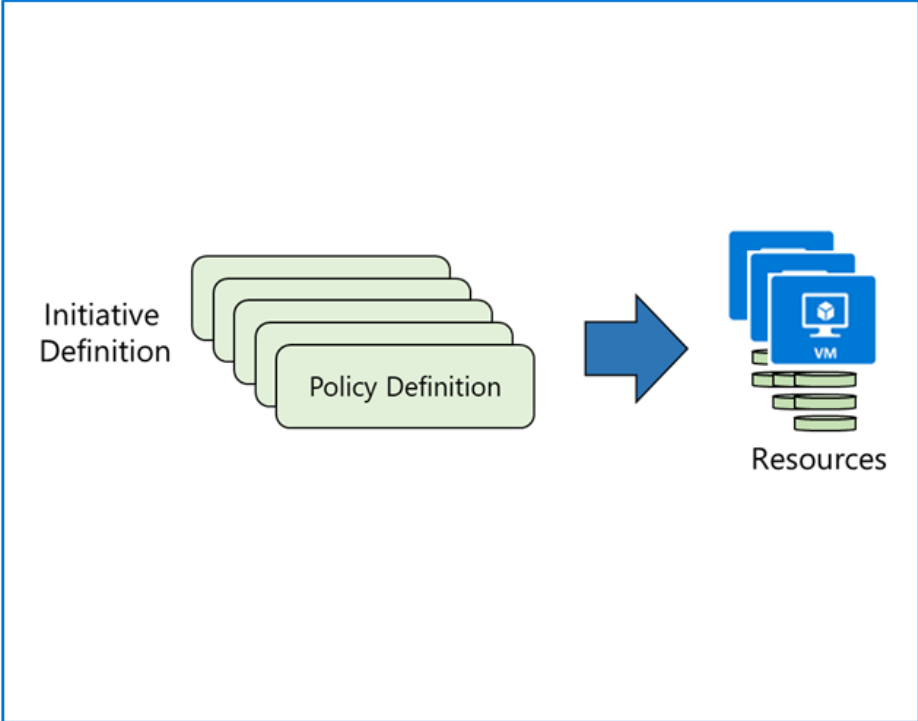 Initiative
Definition
Policy Definition
VM
Resources